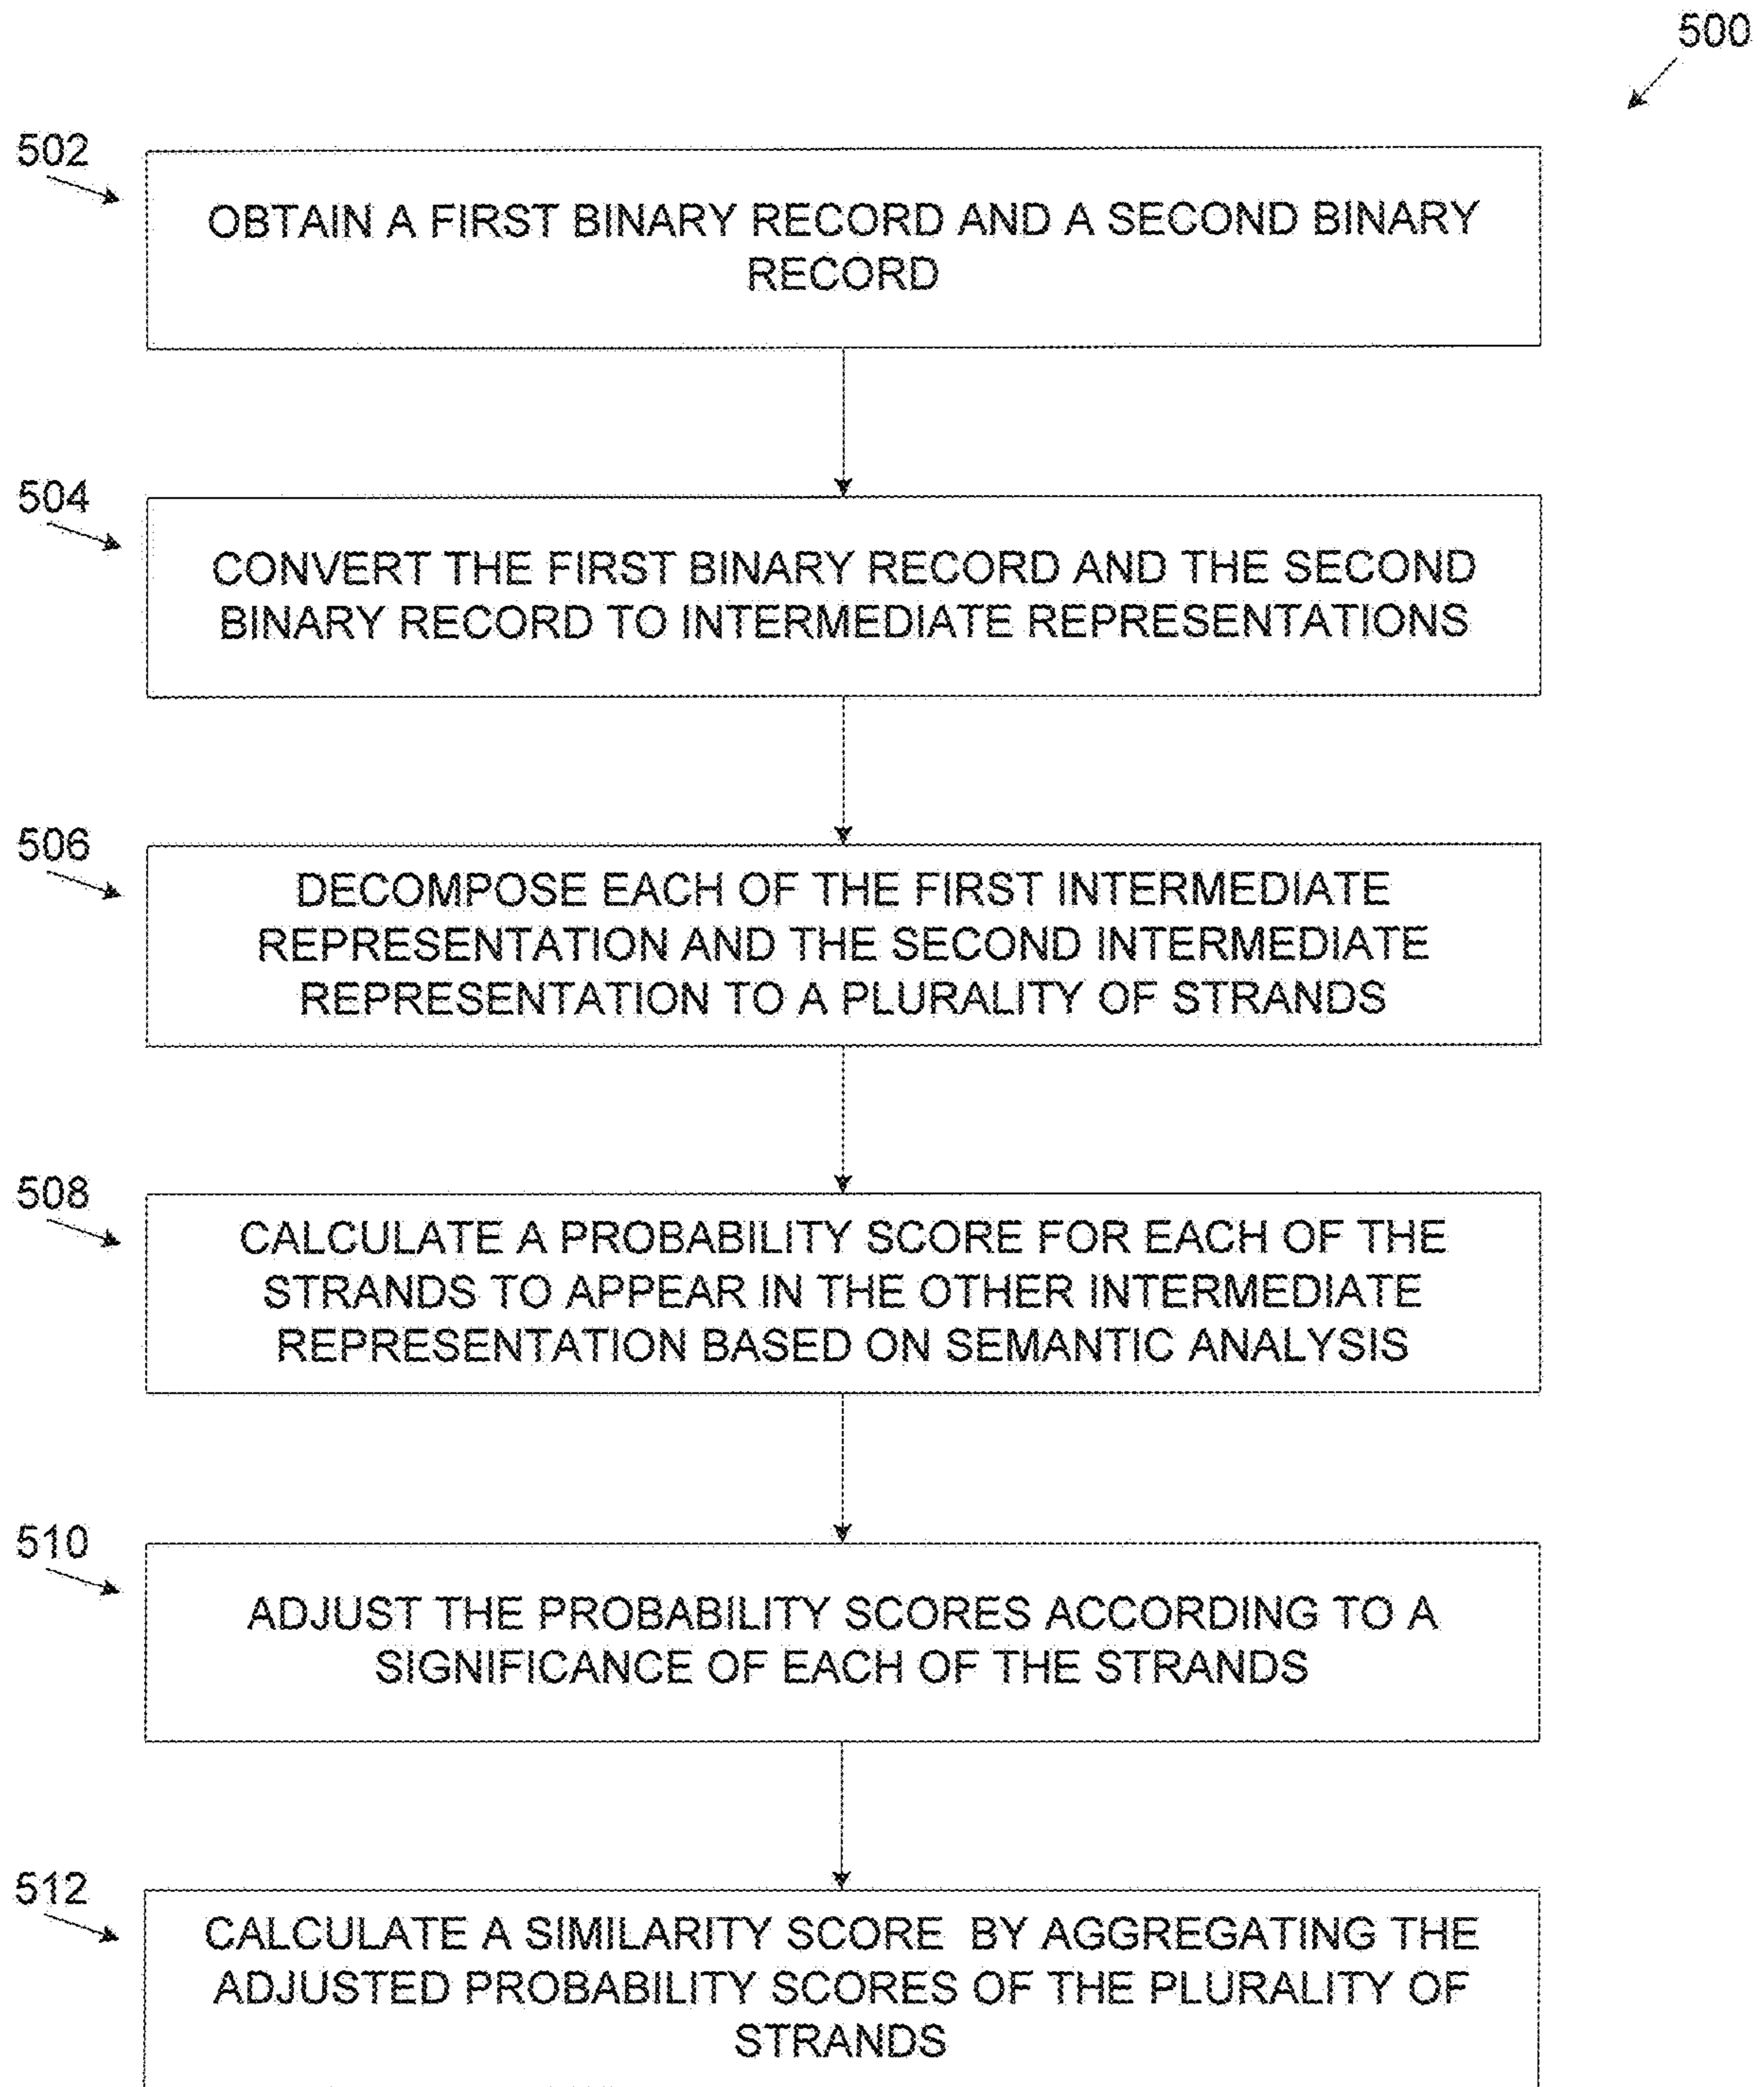 500
502
OBTAIN A FIRST BINARY RECORD AND A SECOND BINARY
RECORD
504
CONVERT THE FIRST BINARY RECORD AND THE SECOND
BINARY RECORD TO INTERMEDIATE REPRESENTATIONS
506
DECOMPOSE EACH OF THE FIRST INTERMEDIATE
REPRESENTATION AND THE SECOND INTERMEDIATE
REPRESENTATION TO A PLURALITY OF STRANDS
508
CALCULATE A PROBABILITY SCORE FOR EACH OF THE
STRANDS TO APPEAR IN THE OTHER INTERMEDIATE
REPRESENTATION BASED ON SEMANTIC ANALYSIS
510
ADJUST THE PROBABILITY SCORES ACCORDING TO A
SIGNIFICANCE OF EACH OF THE STRANDS
512
CALCULATE A SIMILARITY SCORE BY AGGREGATING THE
ADJUSTED PROBABILITY SCORES OF THE PLURALITY OF
STRANDS